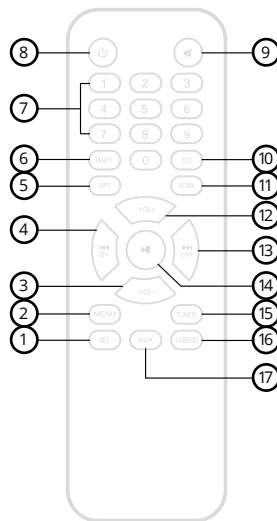 8 9
1 2 3
7
4 5 6
7 8 9
6 LIGHT 0 EQ 10
5 RPT SCAN 11
VOL+ 12
4 CH- CH+ 13
3 VOL- 14
2 MENU TUNER 15
1 BT AUX USB/SD 16
17